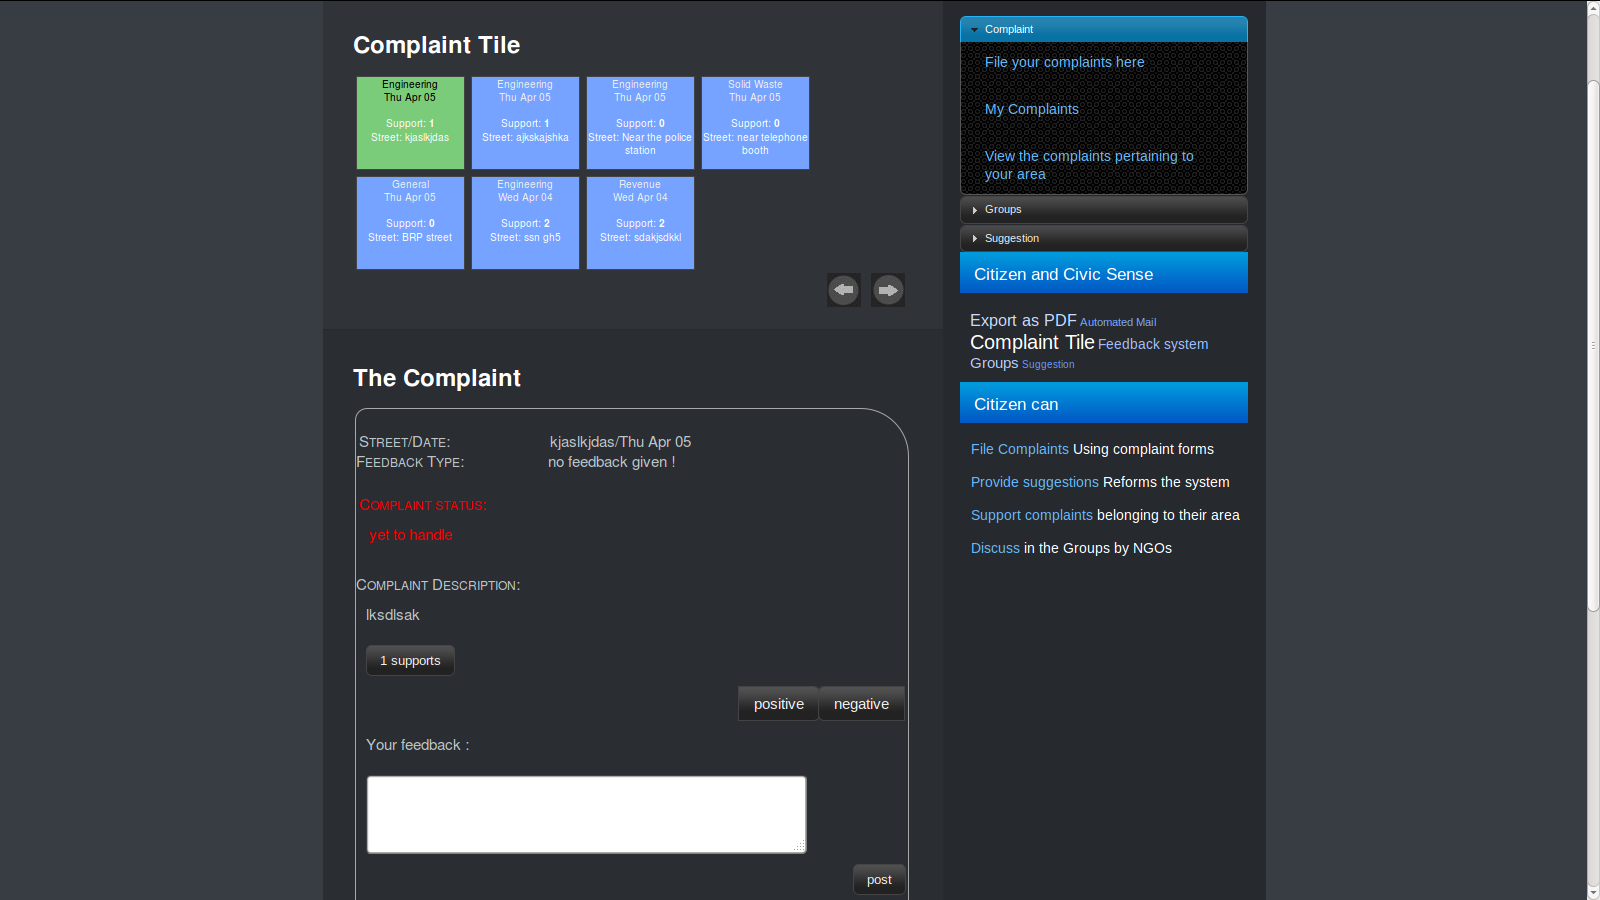 Complaint Tile
Engineering
Thu Apr 05
Support: 1
Street: kjaslkjdas
Engineering
Thu Apr 05
Support: 1
Street: ajkskajshka
Engineering
Thu Apr 05
Support: 0
Street: Near the police
station
Solid Waste
Thu Apr 05
Support: 0
Street: near telephone
booth
General
Thu Apr 05
Support: 0
Street: BRP street
Engineering
Wed Apr 04
Support: 2
Street: ssn gh5
Revenue
Wed Apr 04
Support: 2
Street: sdakjsdkkl
The Complaint
Street/Date: kjaslkjdas/Thu Apr 05
Feedback Type: no feedback given !
Complaint status:
yet to handle
Complaint Description:
lksdlsak
1 supports
positive negative
Your feedback :
post
Complaint
File your complaints here
My Complaints
View the complaints pertaining to
your area
Groups
Suggestion
Citizen and Civic Sense
Export as PDF Automated Mail
Complaint Tile Feedback system
Groups Suggestion
Citizen can
File Complaints Using complaint forms
Provide suggestions Reforms the system
Support complaints belonging to their area
Discuss in the Groups by NGOs